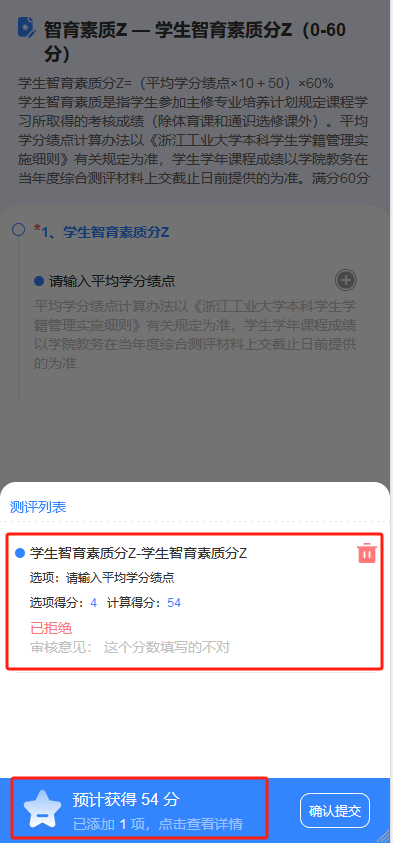 智育素质Z — 学生智育素质分Z（0-60
分）
学生智育素质分Z=（平均学分绩点×10＋50）×60%
学生智育素质是指学生参加主修专业培养计划规定课程学
习所取得的考核成绩（除体育课和通识选修课外）。平均
学分绩点计算办法以《浙江工业大学本科学生学籍管理实
施细则》有关规定为准，学生学年课程成绩以学院教务在
当年度综合测评材料上交截止日前提供的为准。满分60分
*1、学生智育素质分Z
请输入平均学分绩点
平均学分绩点计算办法以《浙江工业大学本科学生学
籍管理实施细则》有关规定为准，学生学年课程成绩
以学院教务在当年度综合测评材料上交截止日前提供
的为准
测评列表
学生智育素质分Z-学生智育素质分Z
选项：请输入平均学分绩点
选项得分：4 计算得分：54
已拒绝
审核意见： 这个分数填写的不对
预计获得 54 分
已添加 1 项，点击查看详情
确认提交